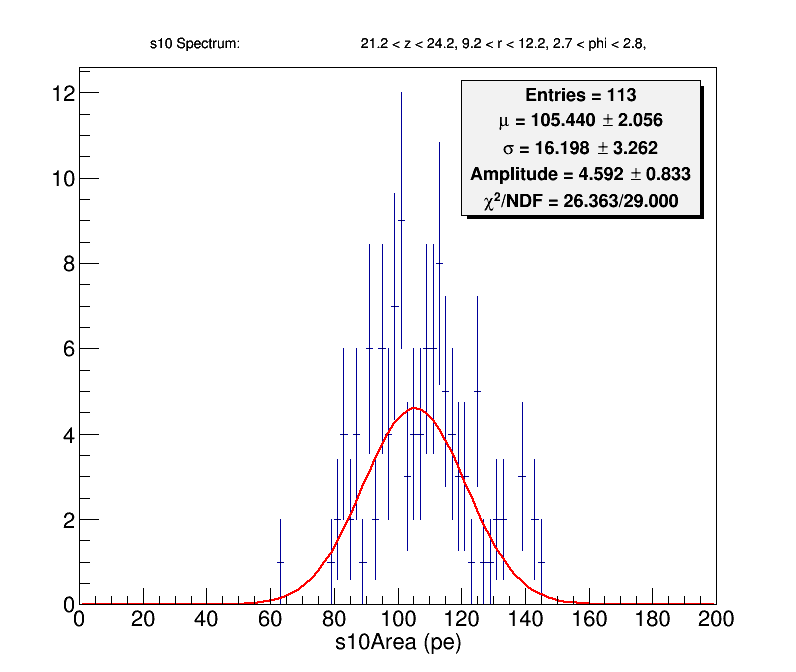 s10 Spectrum: 21.2 < z < 24.2, 9.2 < r < 12.2, 2.7 < phi < 2.8,
Entries = 113
μ = 105.440 ± 2.056
σ = 16.198 ± 3.262
Amplitude = 4.592 ± 0.833
χ²/NDF = 26.363/29.000
12
10
8
6
4
2
0
0 20 40 60 80 100 120 140 160 180 200
s10Area (pe)